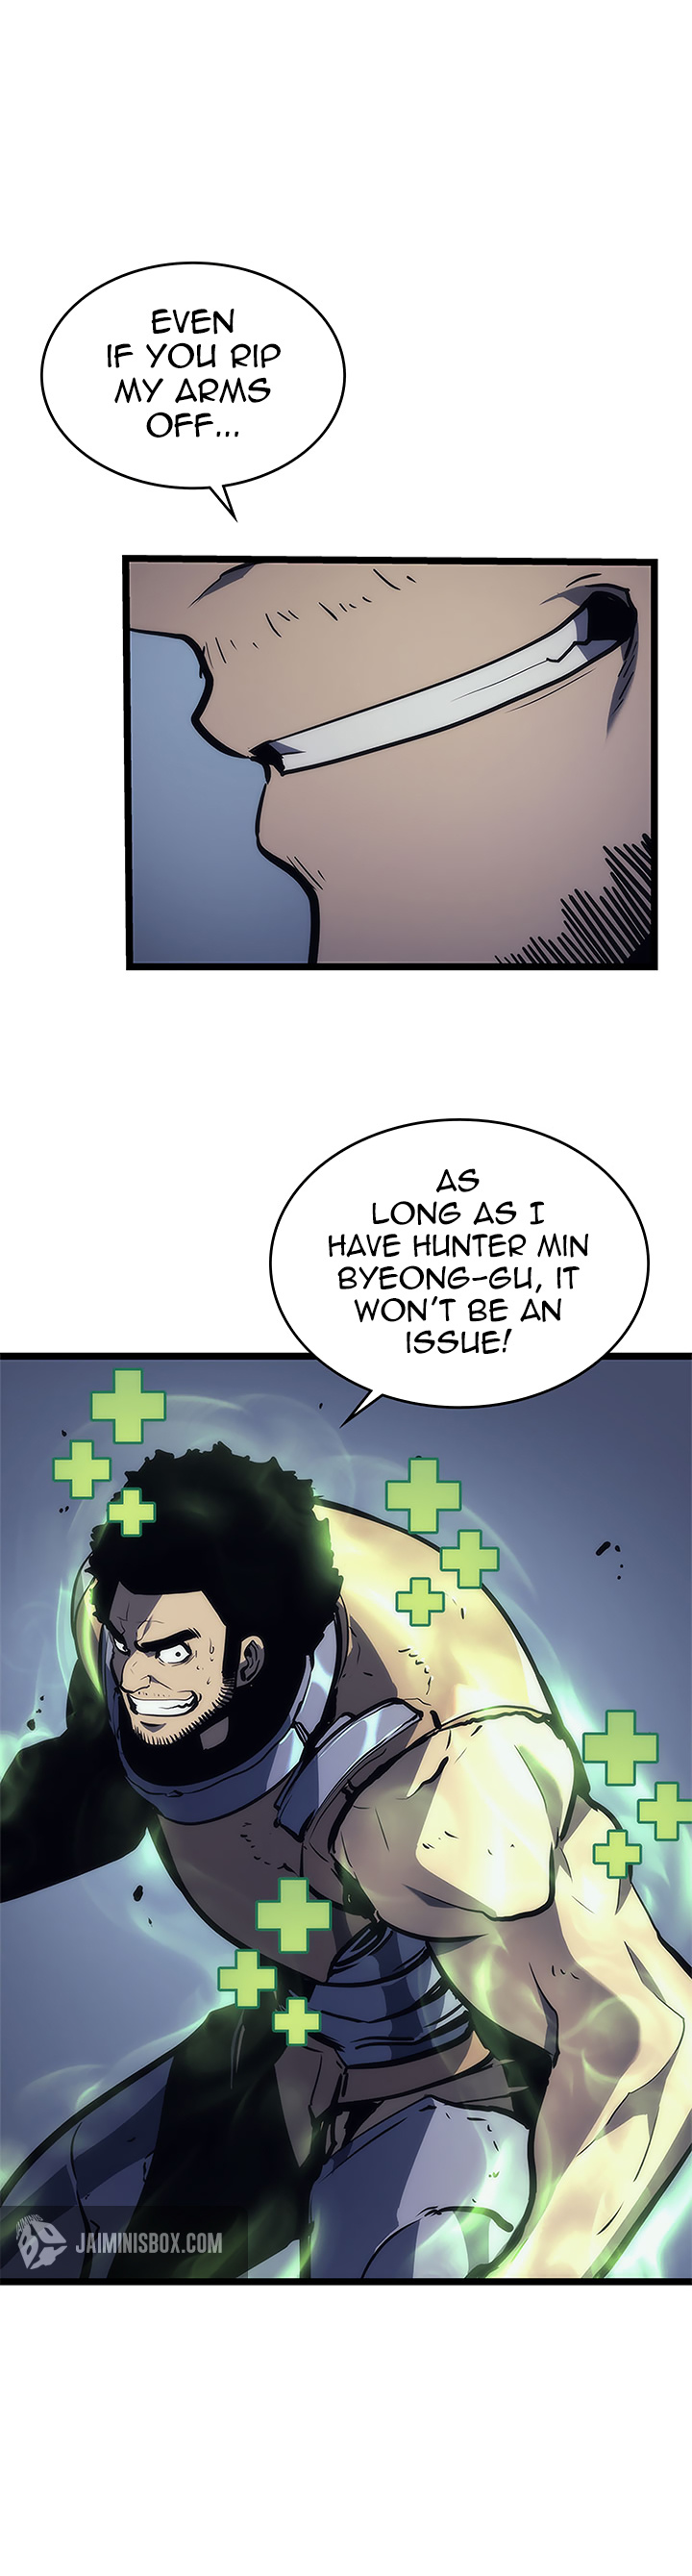 EVEN
IF YOU RIP
MY ARMS
OFF...
AS
LONG AS I
HAVE HUNTER MIN
BYEONG-GU, IT
WON'T BE AN
ISSUE!
JAIMINISBOX.COM